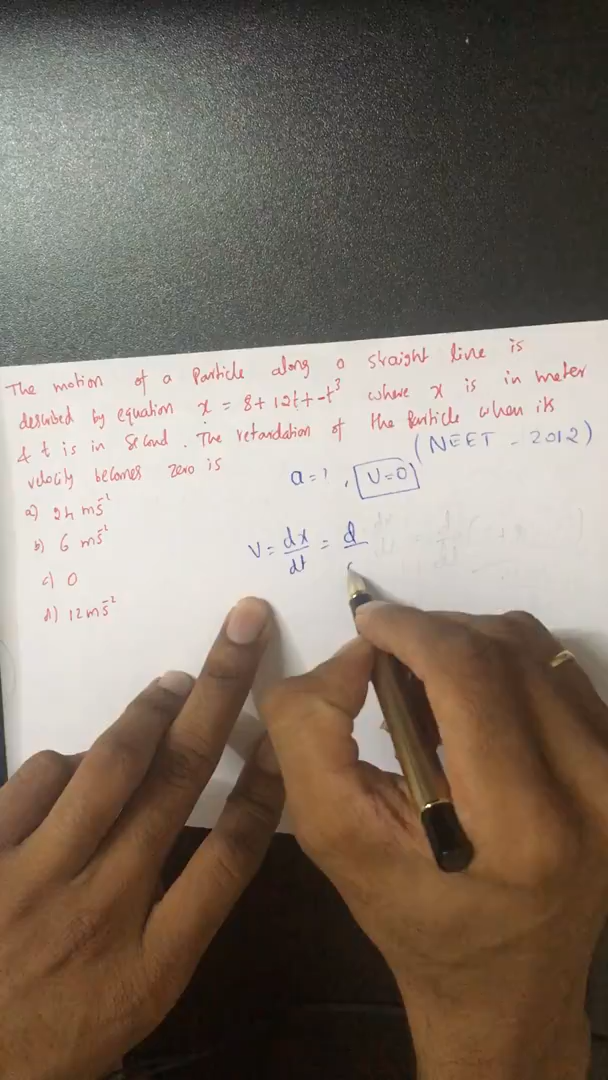 The motion of a Particle along a straight line is
described by equation x = 8+12t+-t³ where x is in meter
& t is in Second. The retardation of the Particle when its
velocity becomes zero is (NEET - 2012)
a = ?, V=0
a) 24 ms⁻²
b) 6 ms⁻²
c) 0
d) 12 ms⁻²
V = dx/dt = d